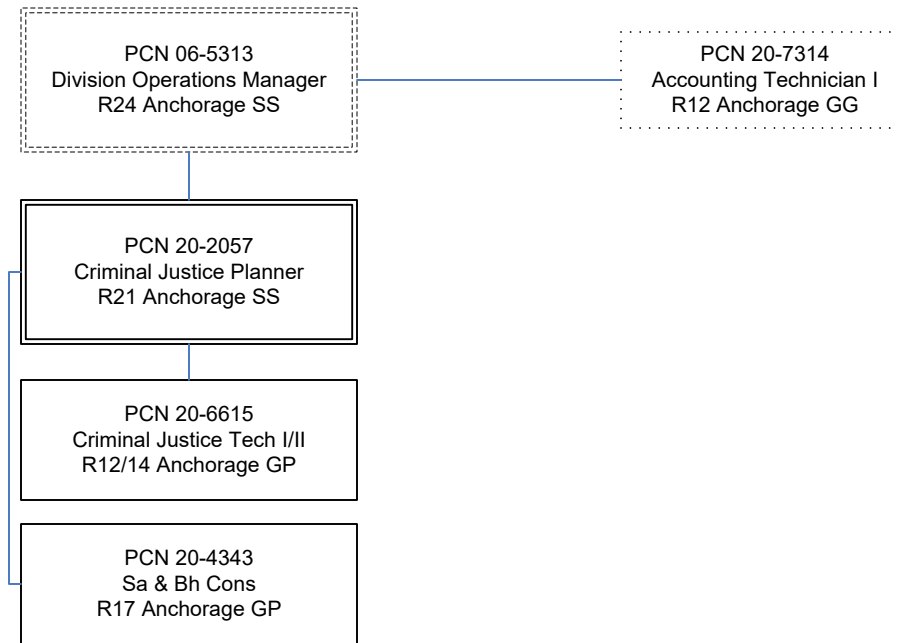 PCN 06-5313
Division Operations Manager
R24 Anchorage SS
PCN 20-7314
Accounting Technician I
R12 Anchorage GG
PCN 20-2057
Criminal Justice Planner
R21 Anchorage SS
PCN 20-6615
Criminal Justice Tech I/II
R12/14 Anchorage GP
PCN 20-4343
Sa & Bh Cons
R17 Anchorage GP